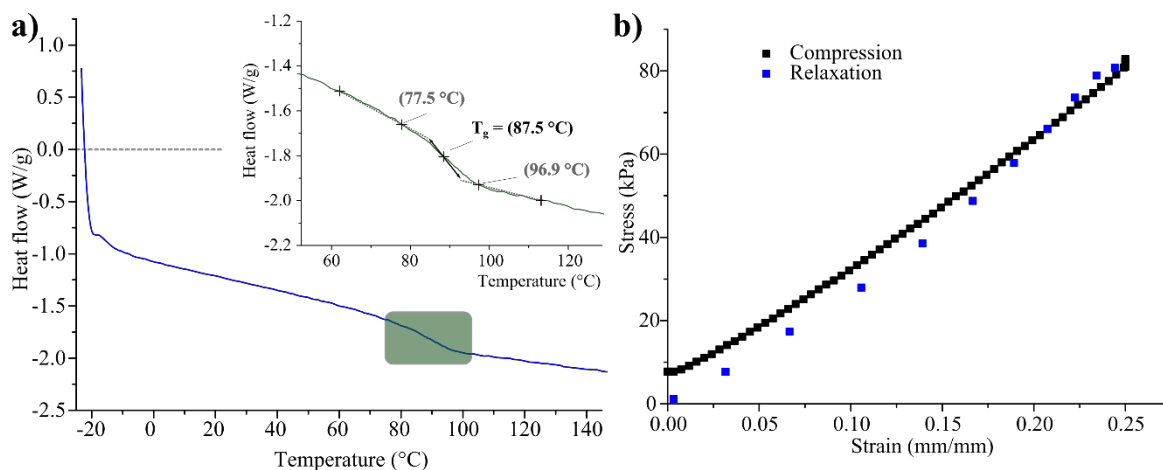 a)
1.0
0.5
0.0
-0.5
-1.0
-1.5
-2.0
-2.5
Heat flow (W/g)
-20 0 20 40 60 80 100 120 140
Temperature (°C)
-1.2
-1.4
-1.6
-1.8
-2.0
-2.2
Heat flow (W/g)
60 80 100 120
Temperature (°C)
(77.5 °C)
Tg = (87.5 °C)
(96.9 °C)
b)
Compression
Relaxation
80
60
40
20
0
Stress (kPa)
0.00 0.05 0.10 0.15 0.20 0.25
Strain (mm/mm)